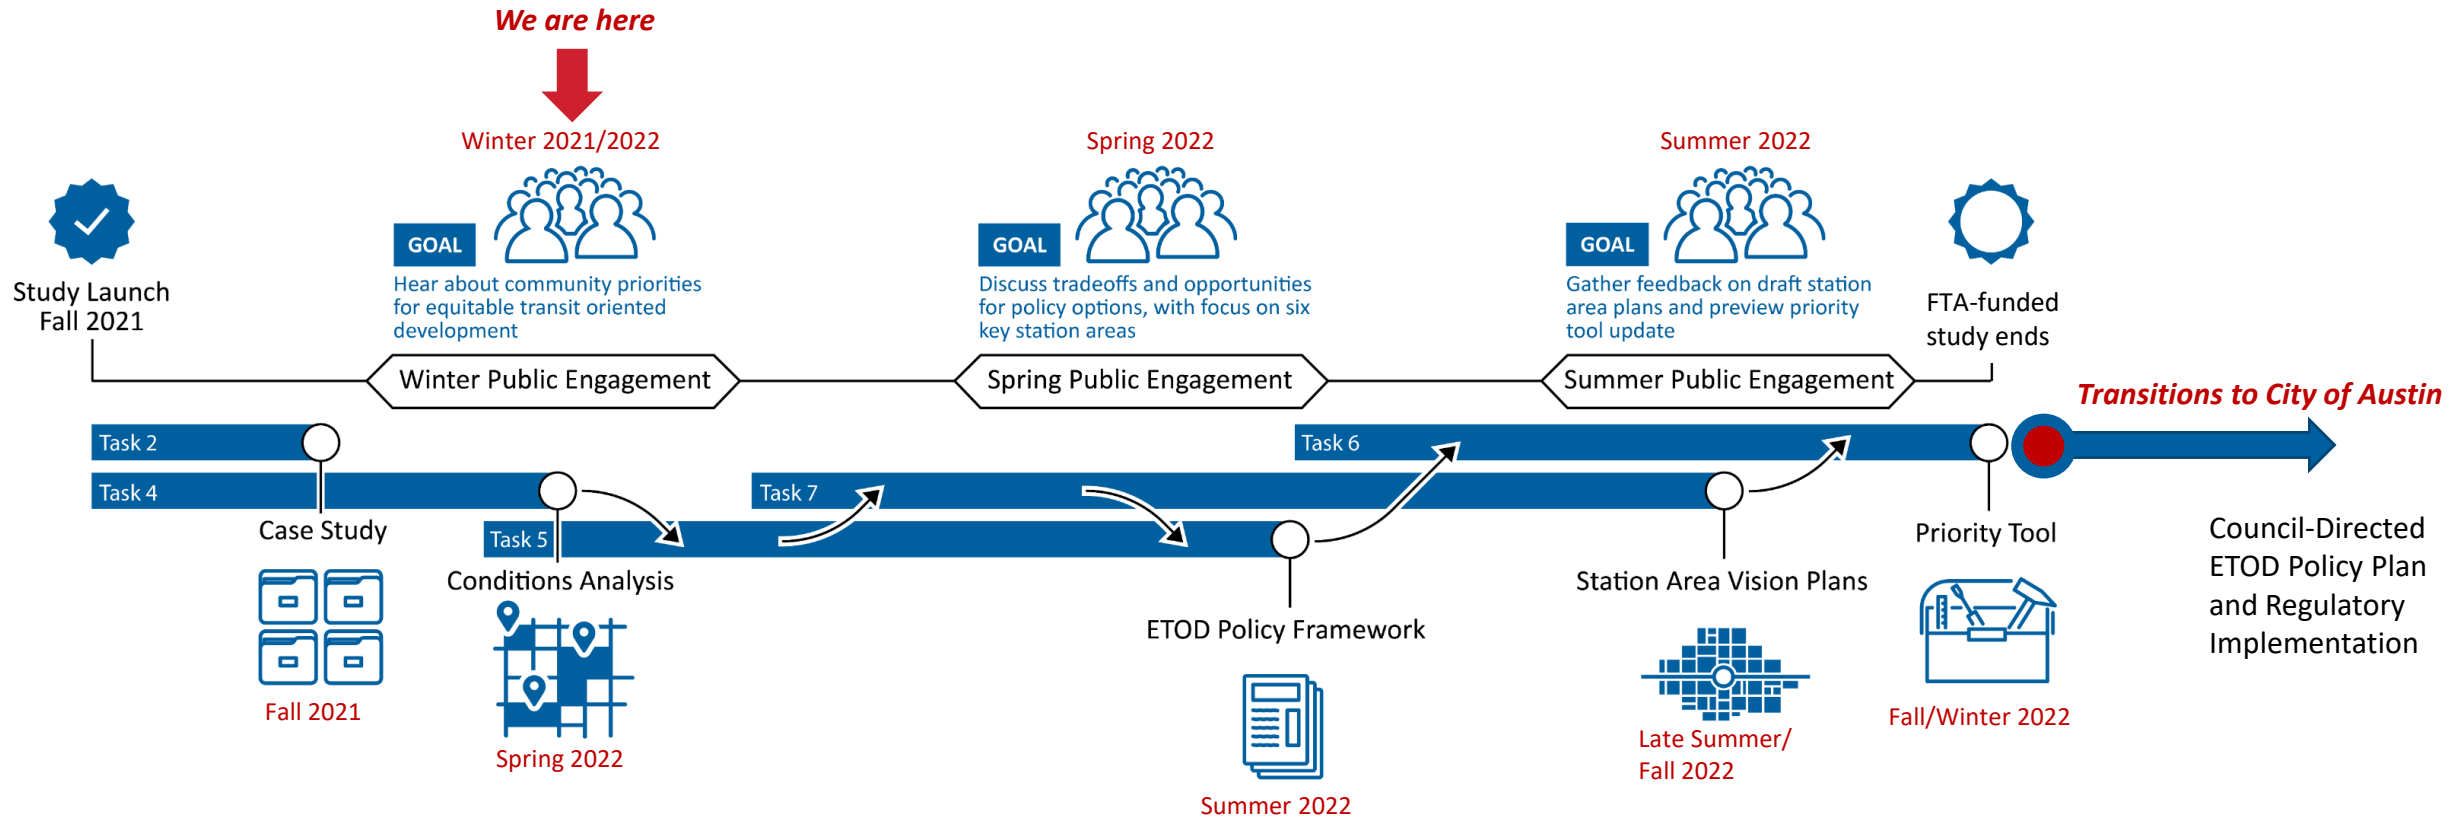 We are here
Winter 2021/2022
Spring 2022
Summer 2022
Study Launch
Fall 2021
GOAL
Hear about community priorities
for equitable transit oriented
development
GOAL
Discuss tradeoffs and opportunities
for policy options, with focus on six
key station areas
GOAL
Gather feedback on draft station
area plans and preview priority
tool update
FTA-funded
study ends
Winter Public Engagement
Spring Public Engagement
Summer Public Engagement
Transitions to City of Austin
Task 2
Task 6
Task 4
Task 7
Task 5
Case Study
Fall 2021
Conditions Analysis
Spring 2022
ETOD Policy Framework
Summer 2022
Station Area Vision Plans
Late Summer/
Fall 2022
Priority Tool
Fall/Winter 2022
Council-Directed
ETOD Policy Plan
and Regulatory
Implementation